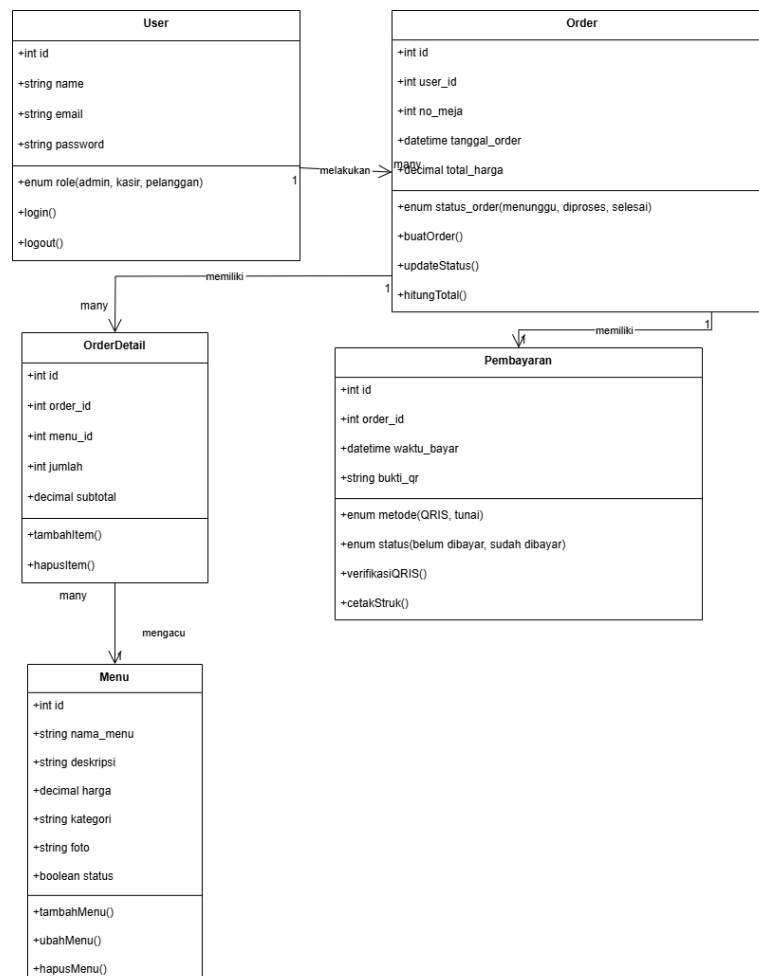 User
+int id
+string name
+string email
+string password
+enum role(admin, kasir, pelanggan)
+login()
+logout()
1
melakukan
many
Order
+int id
+int user_id
+int no_meja
+datetime tanggal_order
+decimal total_harga
+enum status_order(menunggu, diproses, selesai)
+buatOrder()
+updateStatus()
+hitungTotal()
1
memiliki
many
1
memiliki
1
OrderDetail
+int id
+int order_id
+int menu_id
+int jumlah
+decimal subtotal
+tambahItem()
+hapusItem()
many
mengacu
1
Pembayaran
+int id
+int order_id
+datetime waktu_bayar
+string bukti_qr
+enum metode(QRIS, tunai)
+enum status(belum dibayar, sudah dibayar)
+verifikasiQRIS()
+cetakStruk()
Menu
+int id
+string nama_menu
+string deskripsi
+decimal harga
+string kategori
+string foto
+boolean status
+tambahMenu()
+ubahMenu()
+hapusMenu()